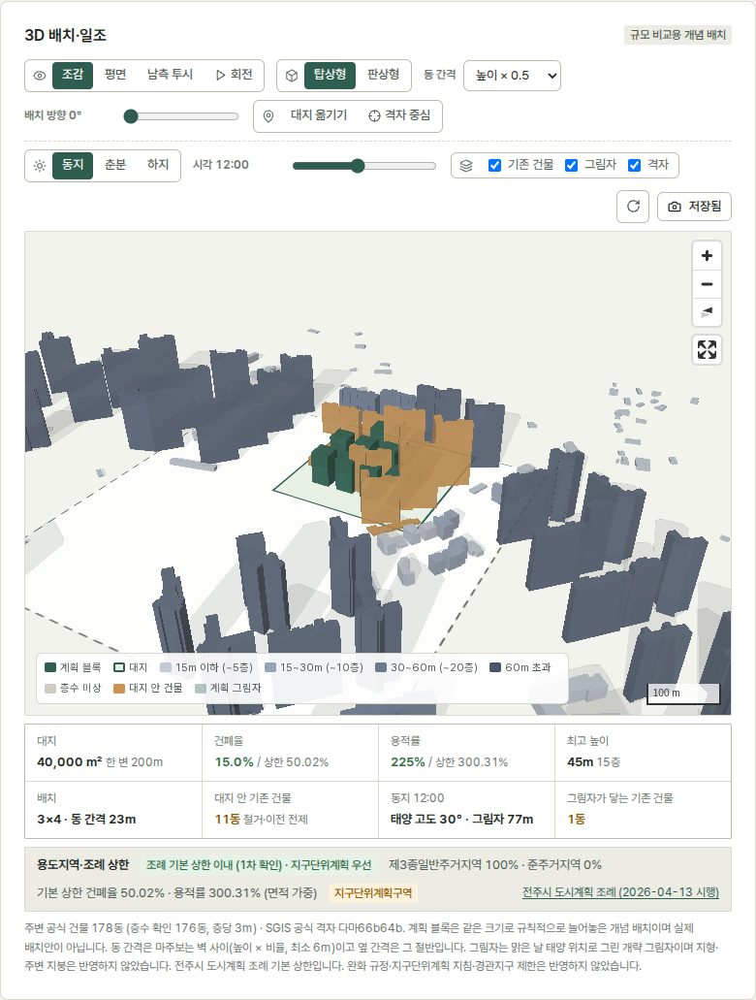 3D 배치·일조
규모 비교용 개념 배치
조감 평면 남측 투시 회전 탑상형 판상형 동 간격 높이 × 0.5
배치 방향 0° 대지 옮기기 격자 중심
동지 춘분 하지 시각 12:00 기존 건물 그림자 격자
저장됨
계획 블록 대지 15m 이하 (~5층) 15~30m (~10층) 30~60m (~20층) 60m 초과
층수 미상 대지 안 건물 계획 그림자
100 m
대지 건폐율 용적률 최고 높이
40,000 m² 한 변 200m 15.0% / 상한 50.02% 225% / 상한 300.31% 45m 15층
배치 대지 안 기존 건물 동지 12:00 그림자가 닿는 기존 건물
3×4 · 동 간격 23m 11동 철거·이전 전제 태양 고도 30° · 그림자 77m 1동
용도지역·조례 상한 조례 기본 상한 이내 (1차 확인) · 지구단위계획 우선 제3종일반주거지역 100% · 준주거지역 0%
기본 상한 건폐율 50.02% · 용적률 300.31% (면적 가중) 지구단위계획구역 전주시 도시계획 조례 (2026-04-13 시행)
주변 공식 건물 178동 (층수 확인 176동, 층당 3m) · SGIS 공식 격자 다마66b64b. 계획 블록은 같은 크기로 규칙적으로 늘어놓은 개념 배치이며 실제
배치안이 아닙니다. 동 간격은 마주보는 벽 사이(높이 × 비율, 최소 6m)이고 옆 간격은 그 절반입니다. 그림자는 맑은 날 태양 위치로 그린 개략 그림자이며 지형·
주변 지붕은 반영하지 않았습니다. 전주시 도시계획 조례 기본 상한입니다. 완화 규정·지구단위계획 지침·경관지구 제한은 반영하지 않았습니다.